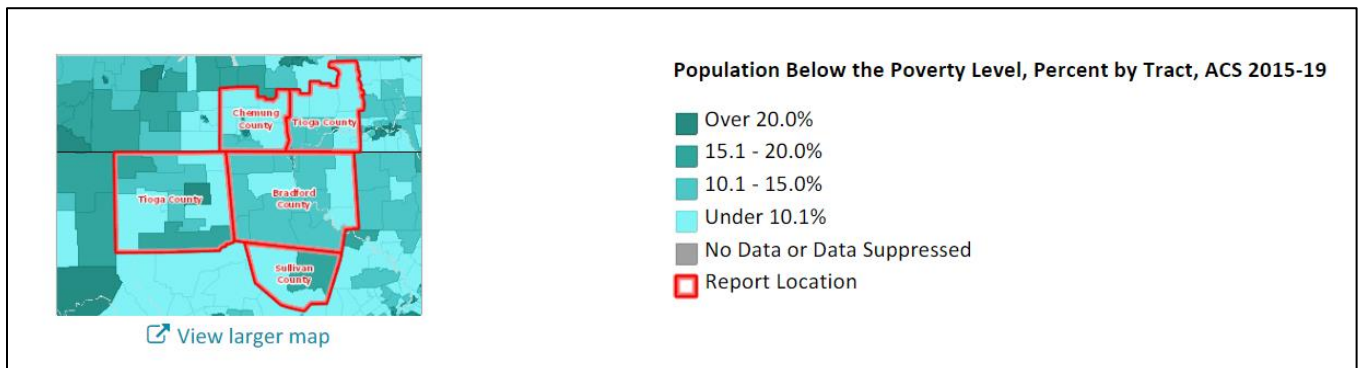 Population Below the Poverty Level, Percent by Tract, ACS 2015-19
Over 20.0%
15.1 - 20.0%
10.1 - 15.0%
Under 10.1%
No Data or Data Suppressed
Report Location
Chemung
County
Tioga County
Tioga County
Bradford
County
Sullivan
County
View larger map